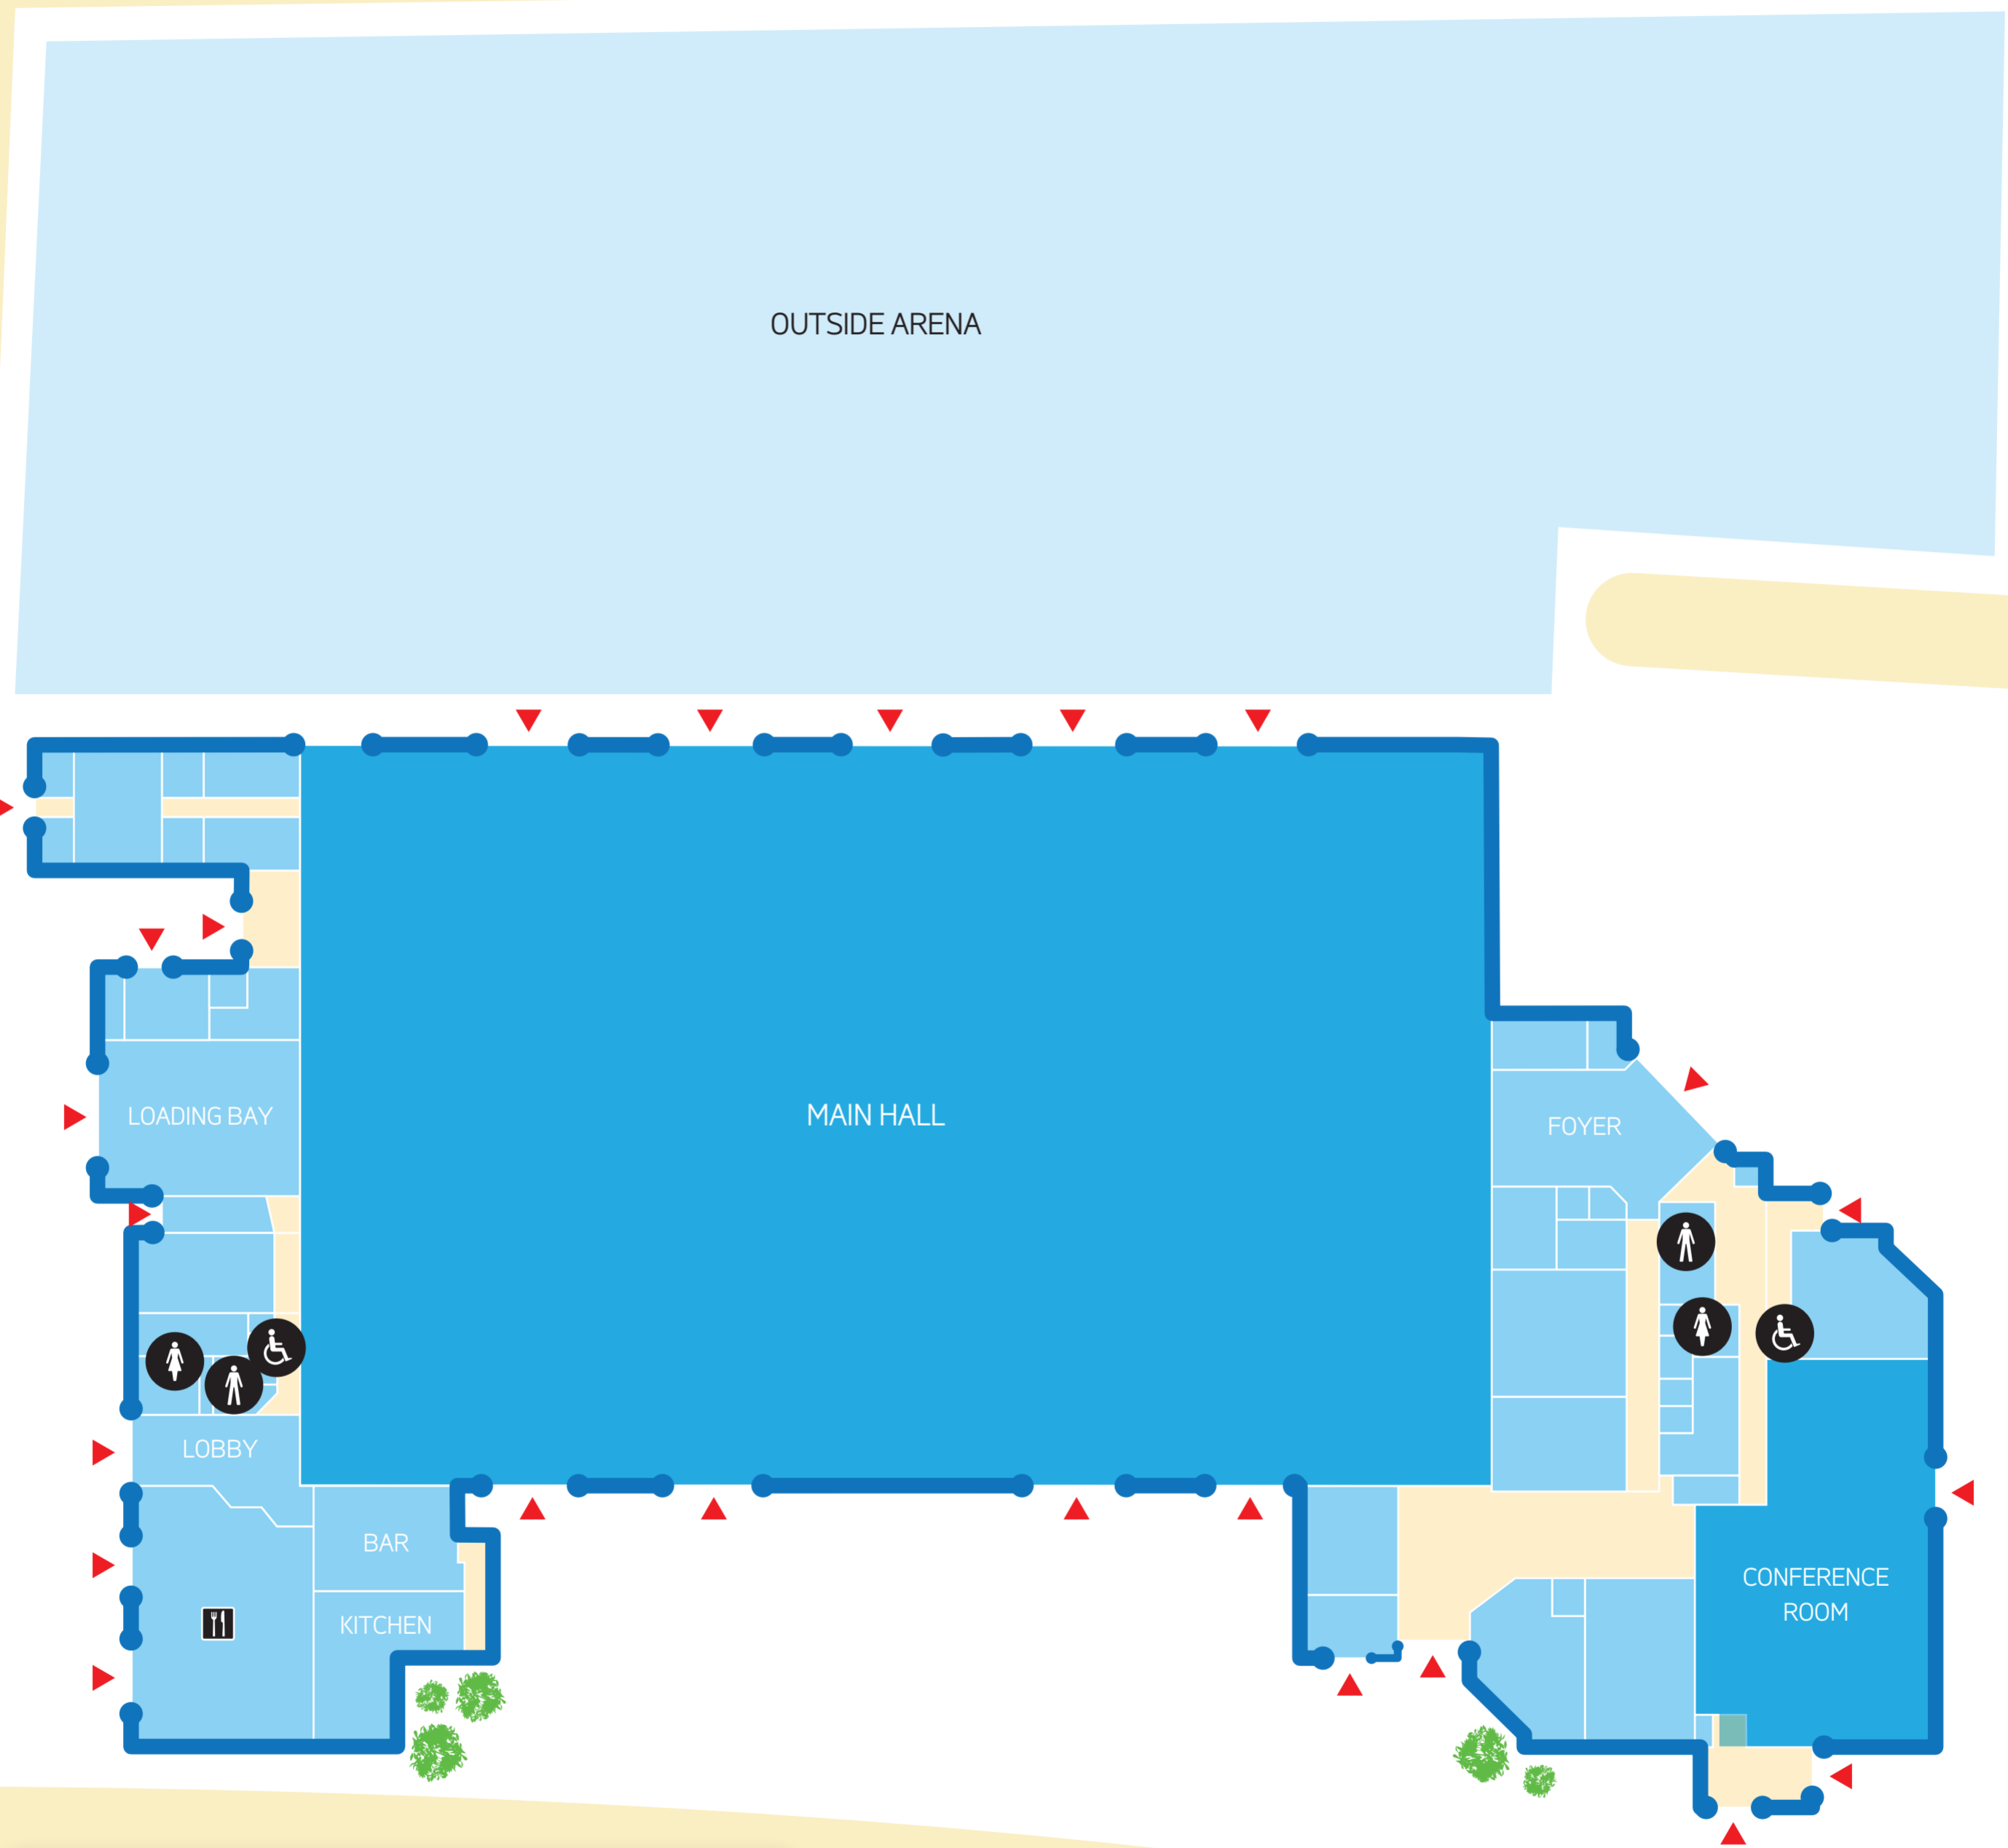 OUTSIDE ARENA
LOADING BAY
MAIN HALL
FOYER
LOBBY
BAR
KITCHEN
CONFERENCE
ROOM